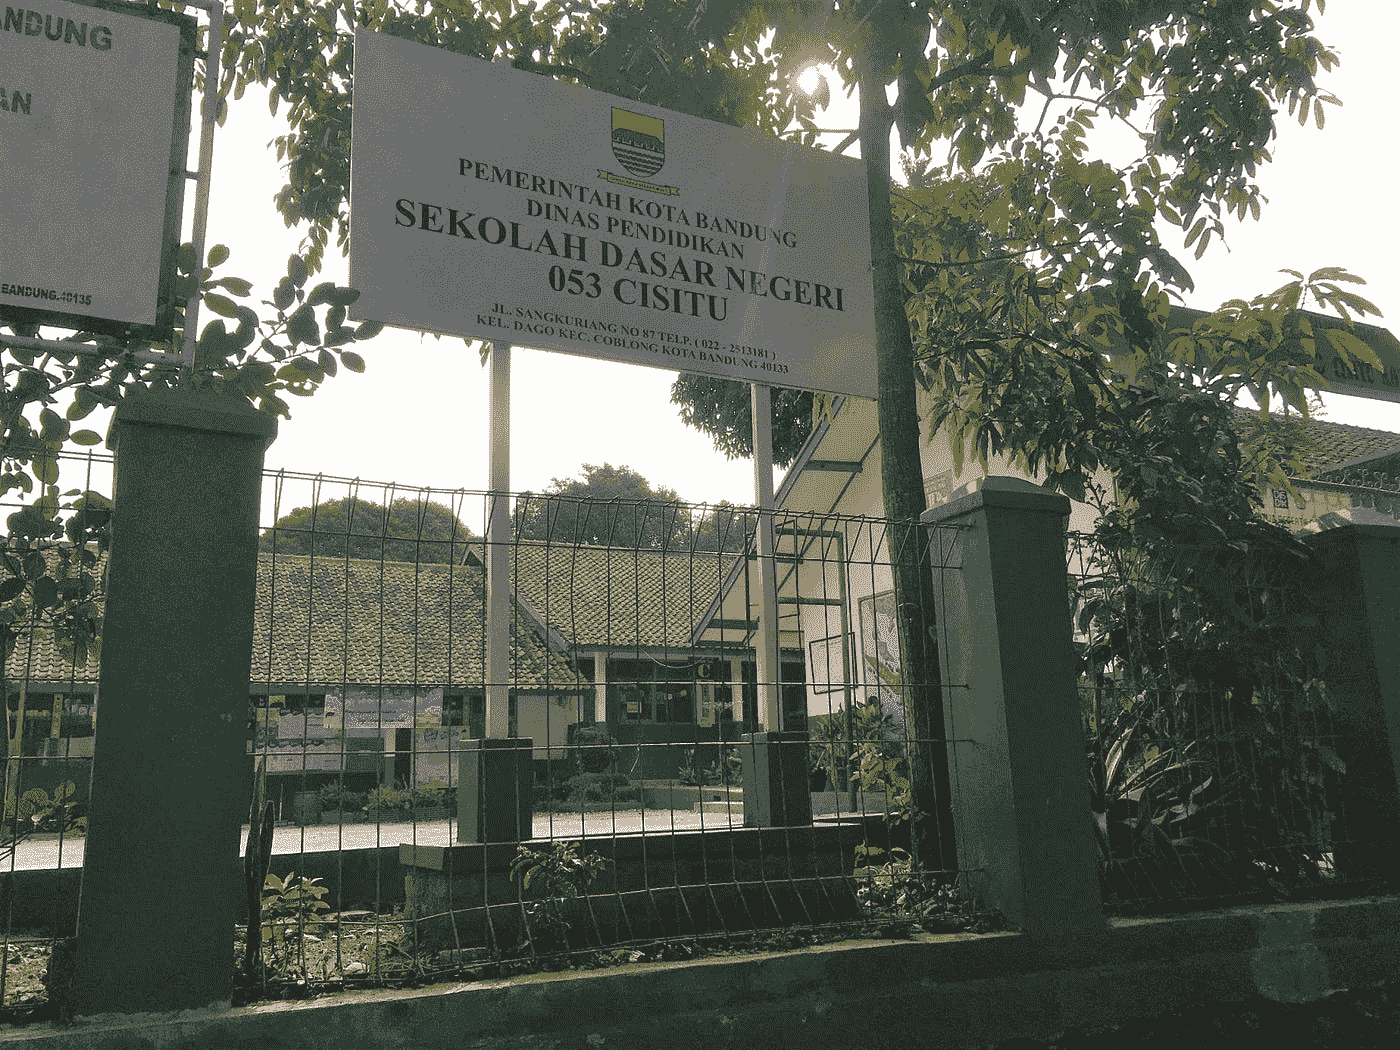 ANDUNG
AN
BANDUNG.40135
PEMERINTAH KOTA BANDUNG
DINAS PENDIDIKAN
SEKOLAH DASAR NEGERI
053 CISITU
JL. SANGKURIANG NO 87 TELP. ( 022 - 2513181 )
KEL. DAGO KEC. COBLONG KOTA BANDUNG 40133